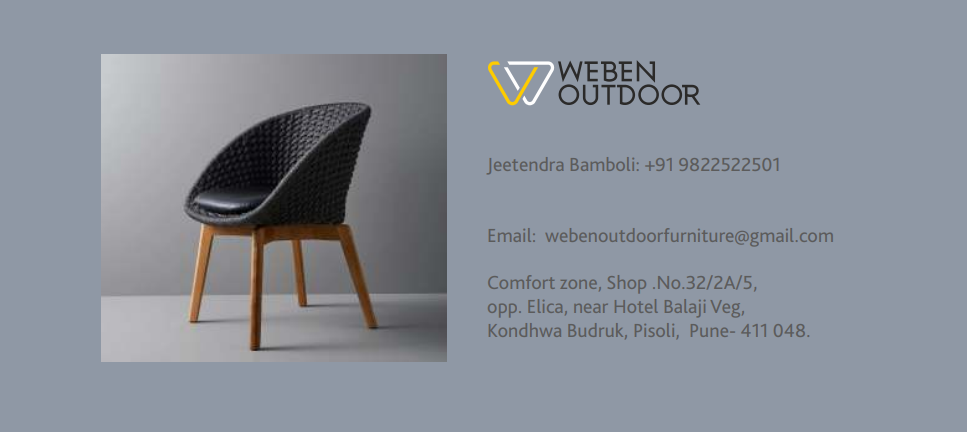 WEBEN
OUTDOOR
Jeetendra Bamboli: +91 9822522501
Email:  webenoutdoorfurniture@gmail.com
Comfort zone, Shop .No.32/2A/5,
opp. Elica, near Hotel Balaji Veg,
Kondhwa Budruk, Pisoli,  Pune- 411 048.